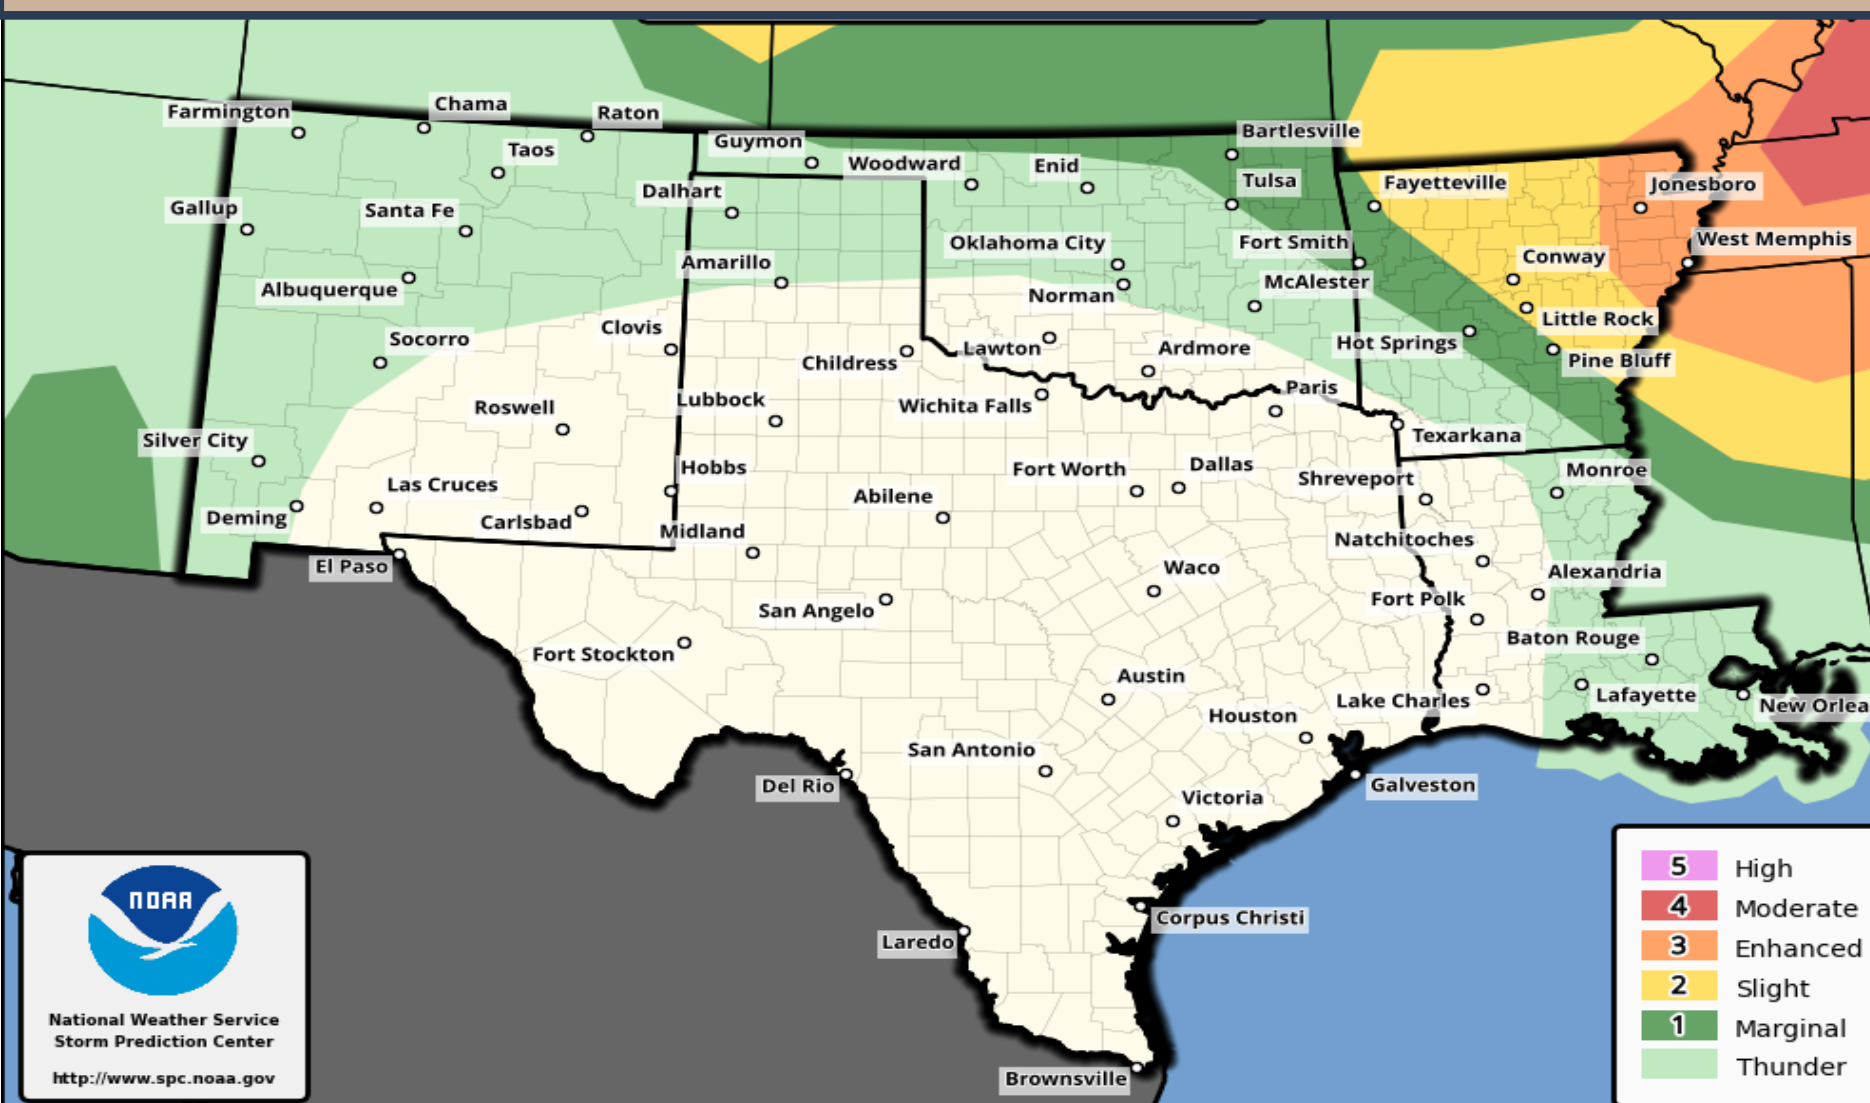 Farmington
Chama
Raton
Taos
Guymon
Woodward
Enid
Bartlesville
Tulsa
Fayetteville
Jonesboro
Gallup
Santa Fe
Dalhart
Oklahoma City
Fort Smith
West Memphis
Albuquerque
Amarillo
Norman
McAlester
Conway
Little Rock
Socorro
Clovis
Childress
Lawton
Ardmore
Hot Springs
Pine Bluff
Roswell
Lubbock
Wichita Falls
Paris
Texarkana
Silver City
Las Cruces
Hobbs
Abilene
Fort Worth
Dallas
Shreveport
Monroe
Deming
Carlsbad
Midland
Natchitoches
El Paso
Waco
Alexandria
San Angelo
Fort Polk
Fort Stockton
Baton Rouge
Austin
Lake Charles
Lafayette
New Orlea
Houston
San Antonio
Del Rio
Galveston
Victoria
Corpus Christi
Laredo
Brownsville
NOAA
National Weather Service
Storm Prediction Center
http://www.spc.noaa.gov
5 High
4 Moderate
3 Enhanced
2 Slight
1 Marginal
Thunder